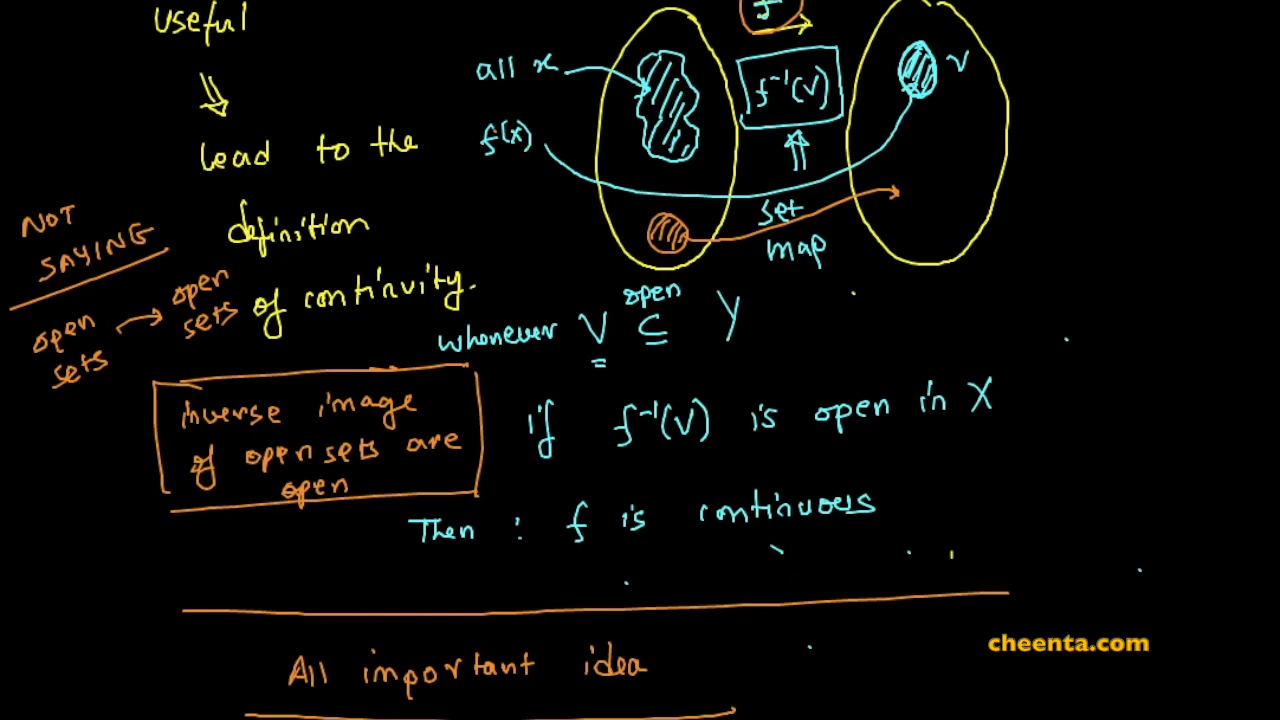 useful
⇓
lead to the
definition
of continuity.
NOT
SAYING
open
sets → open
sets
all x
f(x)
f
f⁻¹(V)
V
set
map
whenever V ⊆ Y
open
if f⁻¹(V) is open in X
Then : f is continuous
inverse image
of open sets are
open
All important idea
cheenta.com